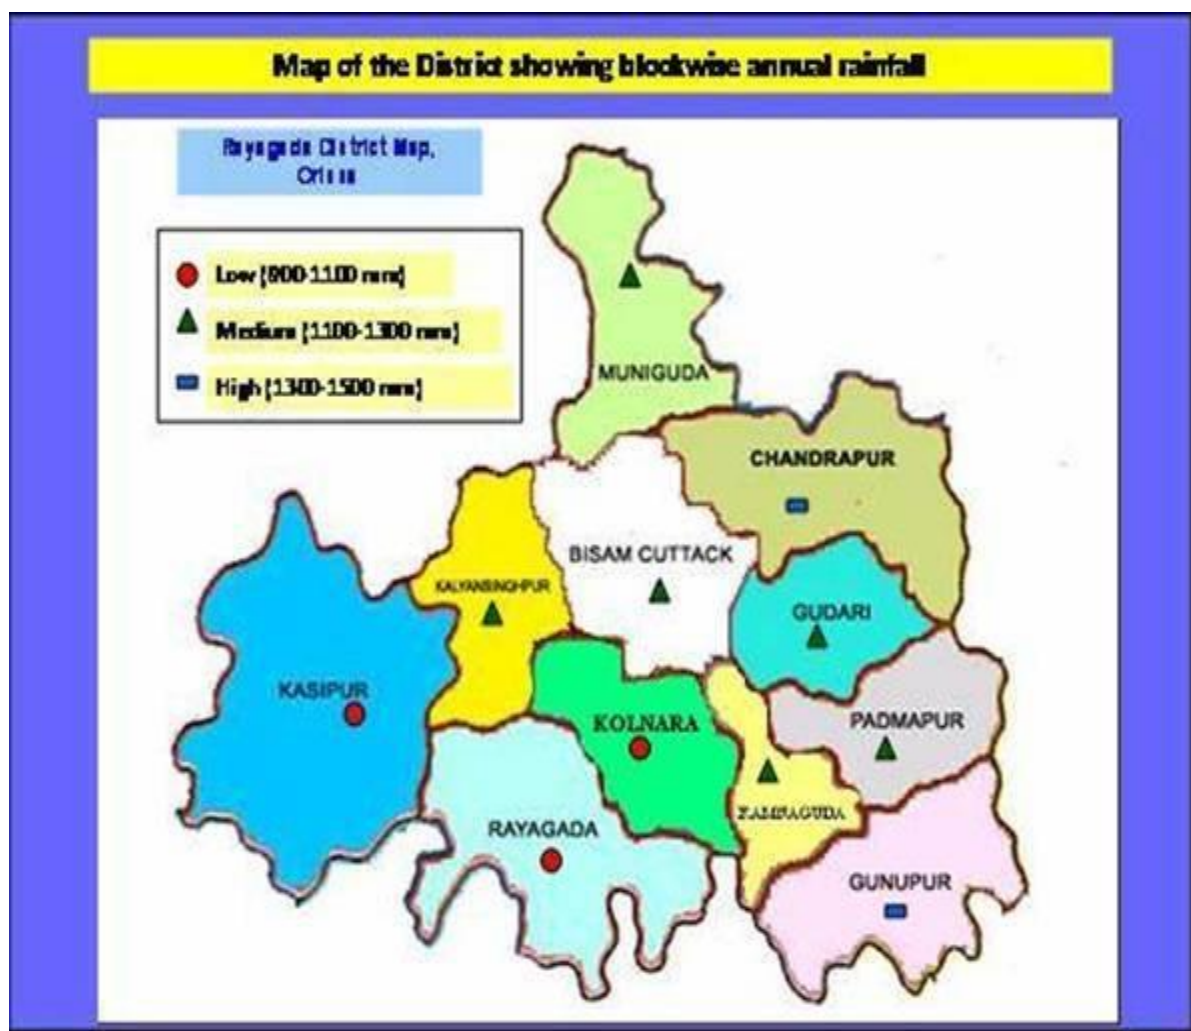 Map of the District showing blockwise annual rainfall
Rayagada District Map,
Orissa
Low (900-1100 mm)
Medium (1100-1300 mm)
High (1300-1500 mm)
MUNIGUDA
CHANDRAPUR
BISAM CUTTACK
KALYANSINGHPUR
GUDARI
KASIPUR
KOLNARA
PADMAPUR
RAYAGADA
GUNUPUR